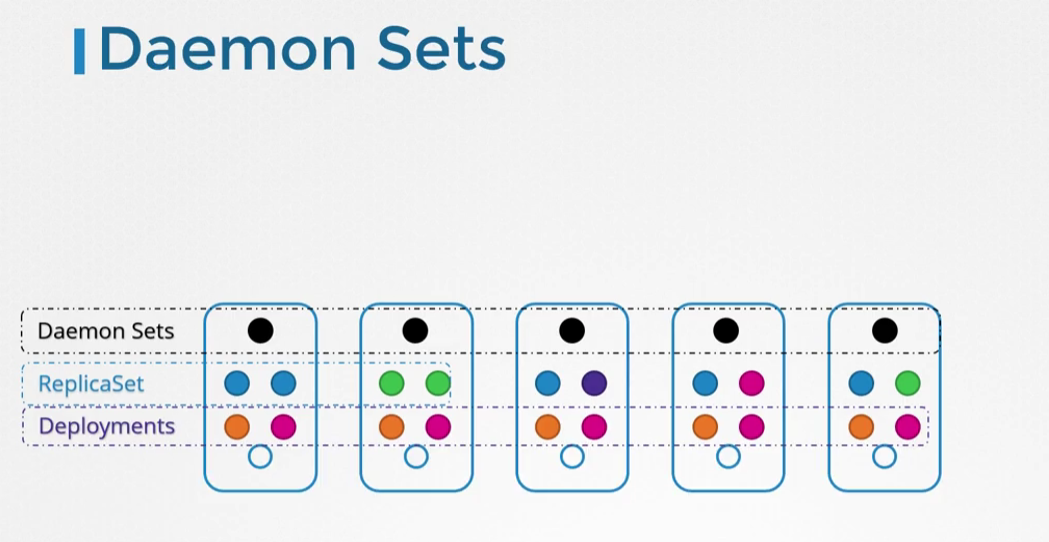 Daemon Sets
Daemon Sets
ReplicaSet
Deployments